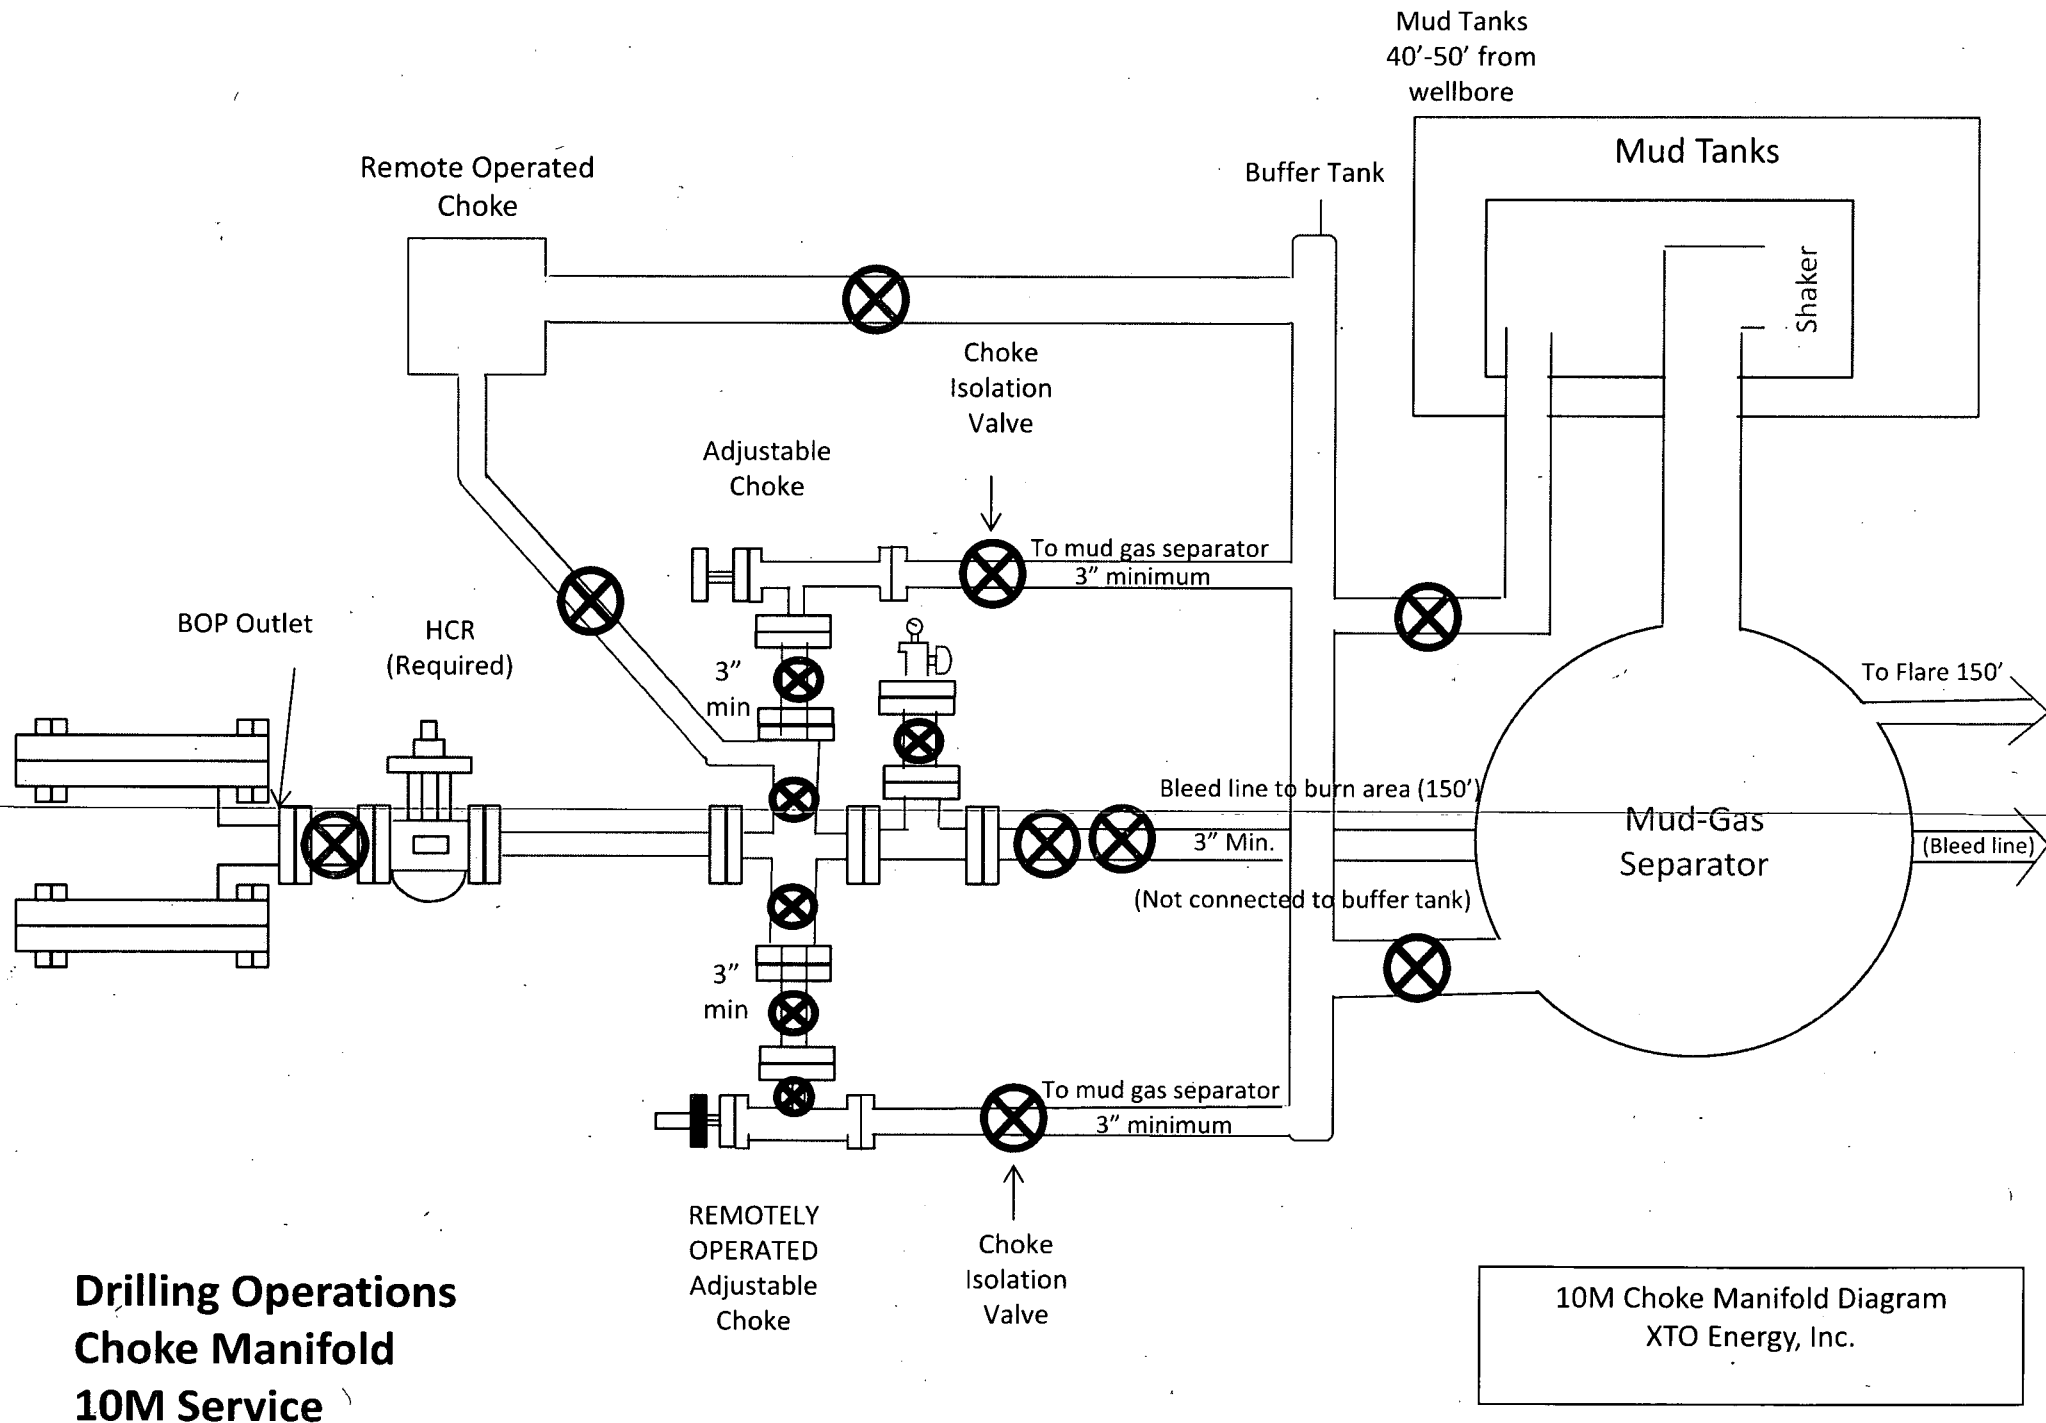 Mud Tanks
40’-50’ from
wellbore
Mud Tanks
Remote Operated
Choke
Buffer Tank
Shaker
Choke
Isolation
Valve
Adjustable
Choke
To mud gas separator
3” minimum
BOP Outlet
HCR
(Required)
3”
min
To Flare 150’
Bleed line to burn area (150’)
3” Min.
(Not connected to buffer tank)
Mud-Gas
Separator
(Bleed line)
3”
min
To mud gas separator
3” minimum
REMOTELY
OPERATED
Adjustable
Choke
Choke
Isolation
Valve
Drilling Operations
Choke Manifold
10M Service
10M Choke Manifold Diagram
XTO Energy, Inc.